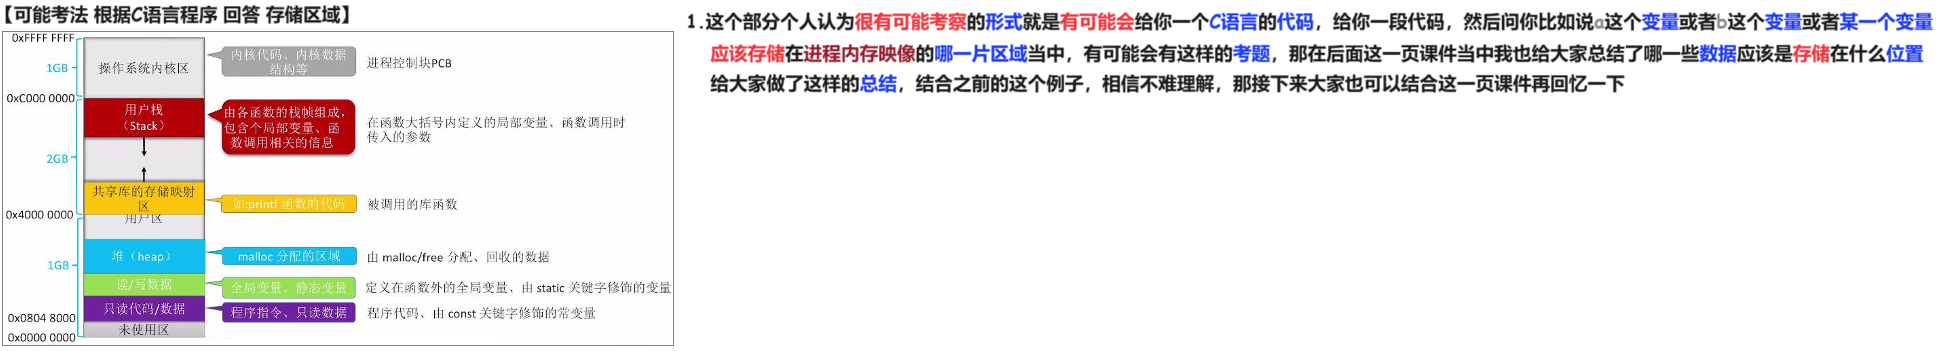 【可能考法 根据C语言程序 回答 存储区域】
0xFFFF FFFF
1GB
操作系统内核区
内核代码、内核数据
结构等
进程控制块PCB
0xC000 0000
用户栈
（Stack）
由各函数的栈帧组成，
包含个局部变量、函
数调用相关的信息
在函数大括号内定义的局部变量、函数调用时
传入的参数
2GB
共享库的存储映射
区
如:printf 函数的代码
被调用的库函数
0x4000 0000
用户区
1GB
堆（heap）
malloc 分配的区域
由 malloc/free 分配、回收的数据
读/写数据
全局变量、静态变量
定义在函数外的全局变量、由 static 关键字修饰的变量
只读代码/数据
程序指令、只读数据
程序代码、由 const 关键字修饰的常变量
0x0804 8000
未使用区
0x0000 0000
1.这个部分个人认为很有可能考察的形式就是有可能会给你一个C语言的代码，给你一段代码，然后问你比如说a这个变量或者b这个变量或者某一个变量
应该存储在进程内存映像的哪一片区域当中，有可能会有这样的考题，那在后面这一页课件当中我也给大家总结了哪一些数据应该是存储在什么位置
给大家做了这样的总结，结合之前的这个例子，相信不难理解，那接下来大家也可以结合这一页课件再回忆一下